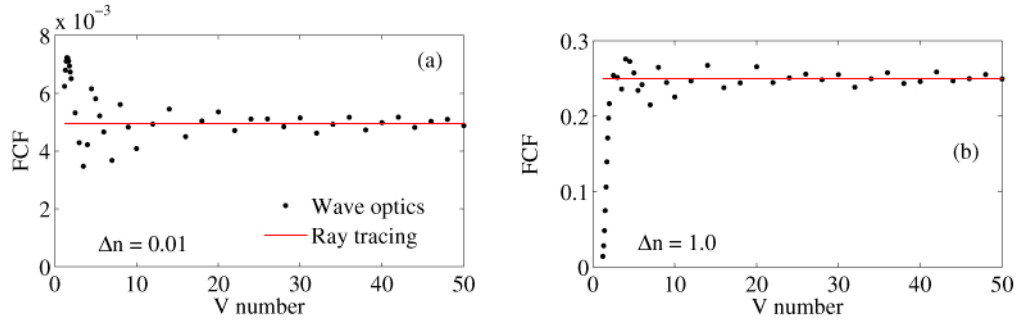 x 10⁻³
8
6
4
2
0
FCF
(a)
Wave optics
Ray tracing
Δn = 0.01
0 10 20 30 40 50
V number
0.3
0.2
0.1
0
FCF
(b)
Δn = 1.0
0 10 20 30 40 50
V number